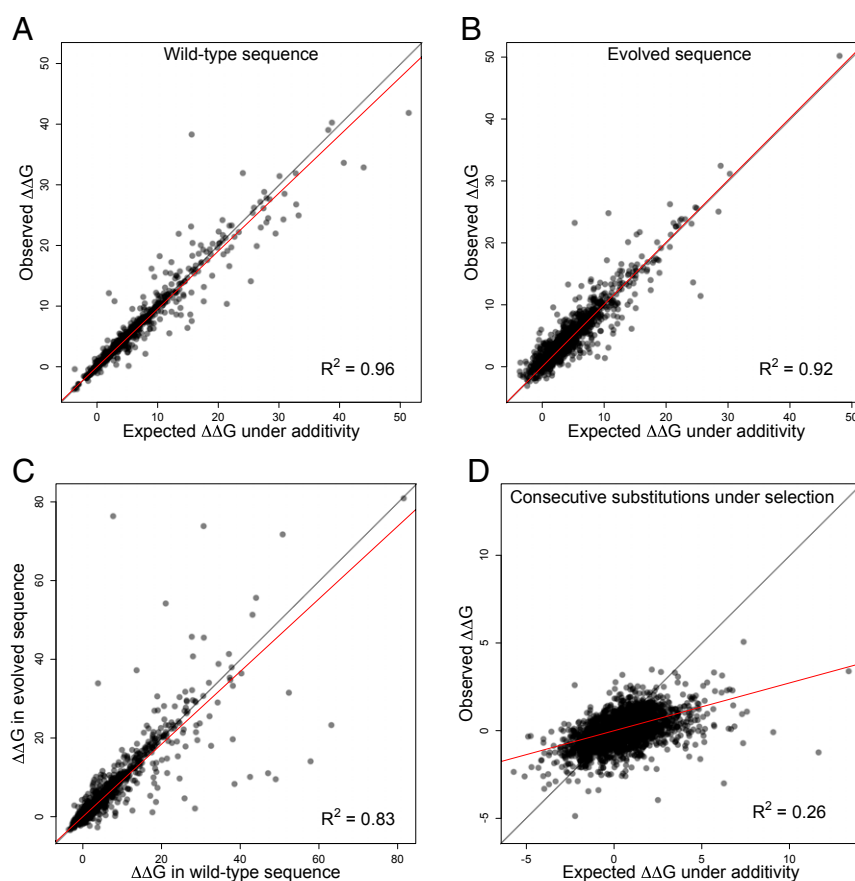 A
Wild-type sequence
Observed ΔΔG
50
40
30
20
10
0
R² = 0.96
0 10 20 30 40 50
Expected ΔΔG under additivity
B
Evolved sequence
Observed ΔΔG
50
40
30
20
10
0
R² = 0.92
0 10 20 30 40 50
Expected ΔΔG under additivity
C
ΔΔG in evolved sequence
80
60
40
20
0
R² = 0.83
0 20 40 60 80
ΔΔG in wild-type sequence
D
Consecutive substitutions under selection
Observed ΔΔG
10
5
0
-5
R² = 0.26
-5 0 5 10
Expected ΔΔG under additivity